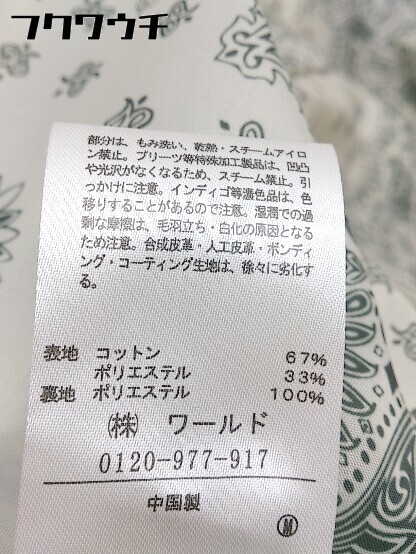 フクワウチ
部分は、もみ洗い、乾熱・スチームアイロ
ン禁止。プリーツ等特殊加工製品は、凹凸
や光沢がなくなるため、スチーム禁止。引
っかけに注意。インディゴ等濃色品は、色
移りすることがあるので注意。湿潤での過
剰な摩擦は、毛羽立ち・白化の原因となる
ため注意。合成皮革・人工皮革・ボンディ
ング・コーティング生地は、徐々に劣化す
る。
表地 コットン 67%
ポリエステル 33%
裏地 ポリエステル 100%
㈱ ワールド
0120-977-917
中国製
Ⓜ